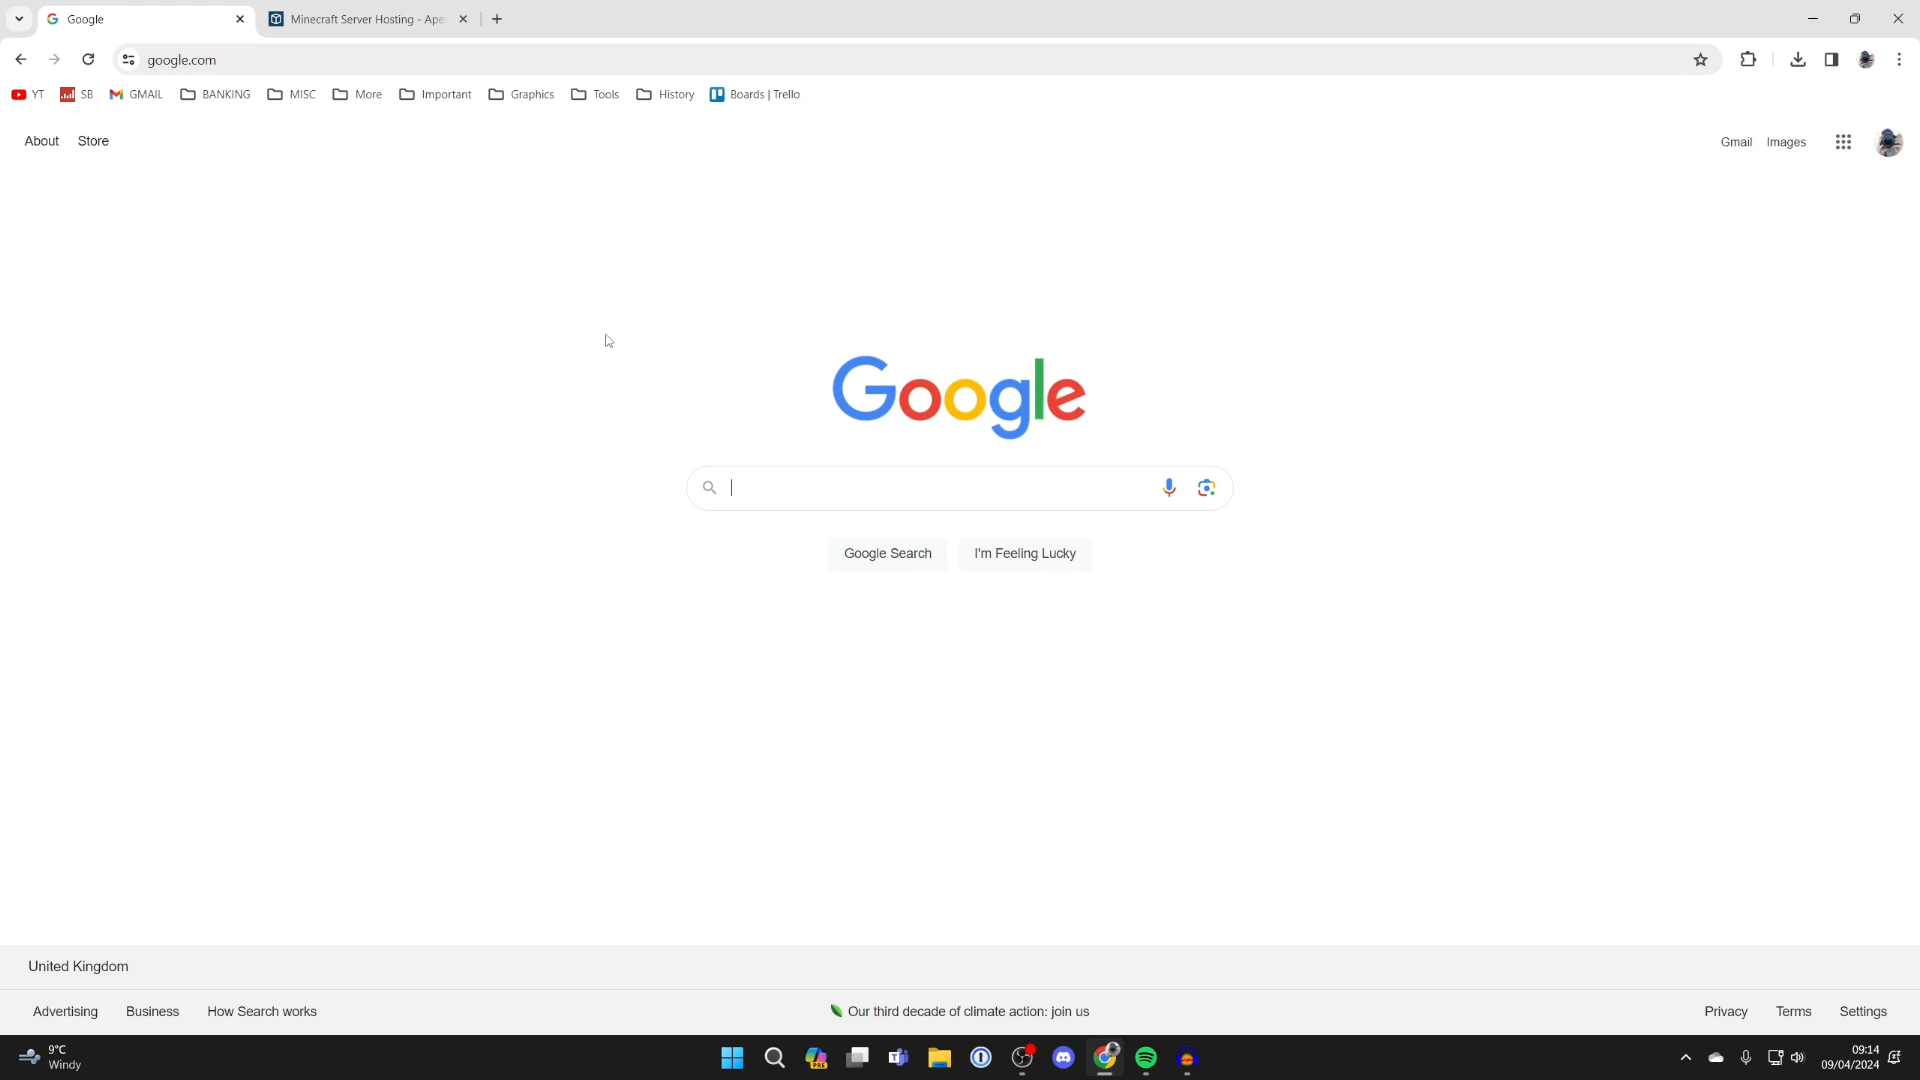 Google
Minecraft Server Hosting - Ape
google.com
YT SB GMAIL BANKING MISC More Important Graphics Tools History Boards | Trello
About Store Gmail Images
Google
Google Search I'm Feeling Lucky
United Kingdom
Advertising Business How Search works Our third decade of climate action: join us Privacy Terms Settings
9°C
Windy
PRE
09:14
09/04/2024